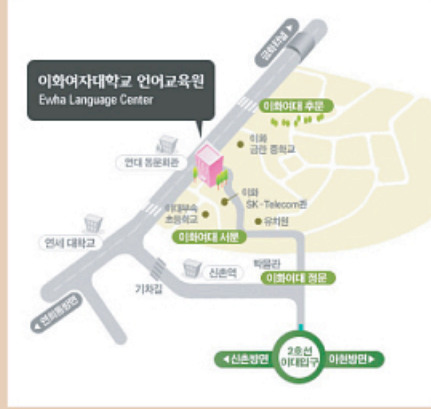 금화터널
이화여자대학교 언어교육원
Ewha Language Center
이화여대 후문
이화
금란 중학교
연대 동문회관
이화
SK-Telecom관
이대부속
초등학교
유치원
이화여대 서문
연세 대학교
박물관
신촌역
이화여대 정문
기차길
◀연희동방면
◀신촌방면
2호선
이대입구
아현방면▶